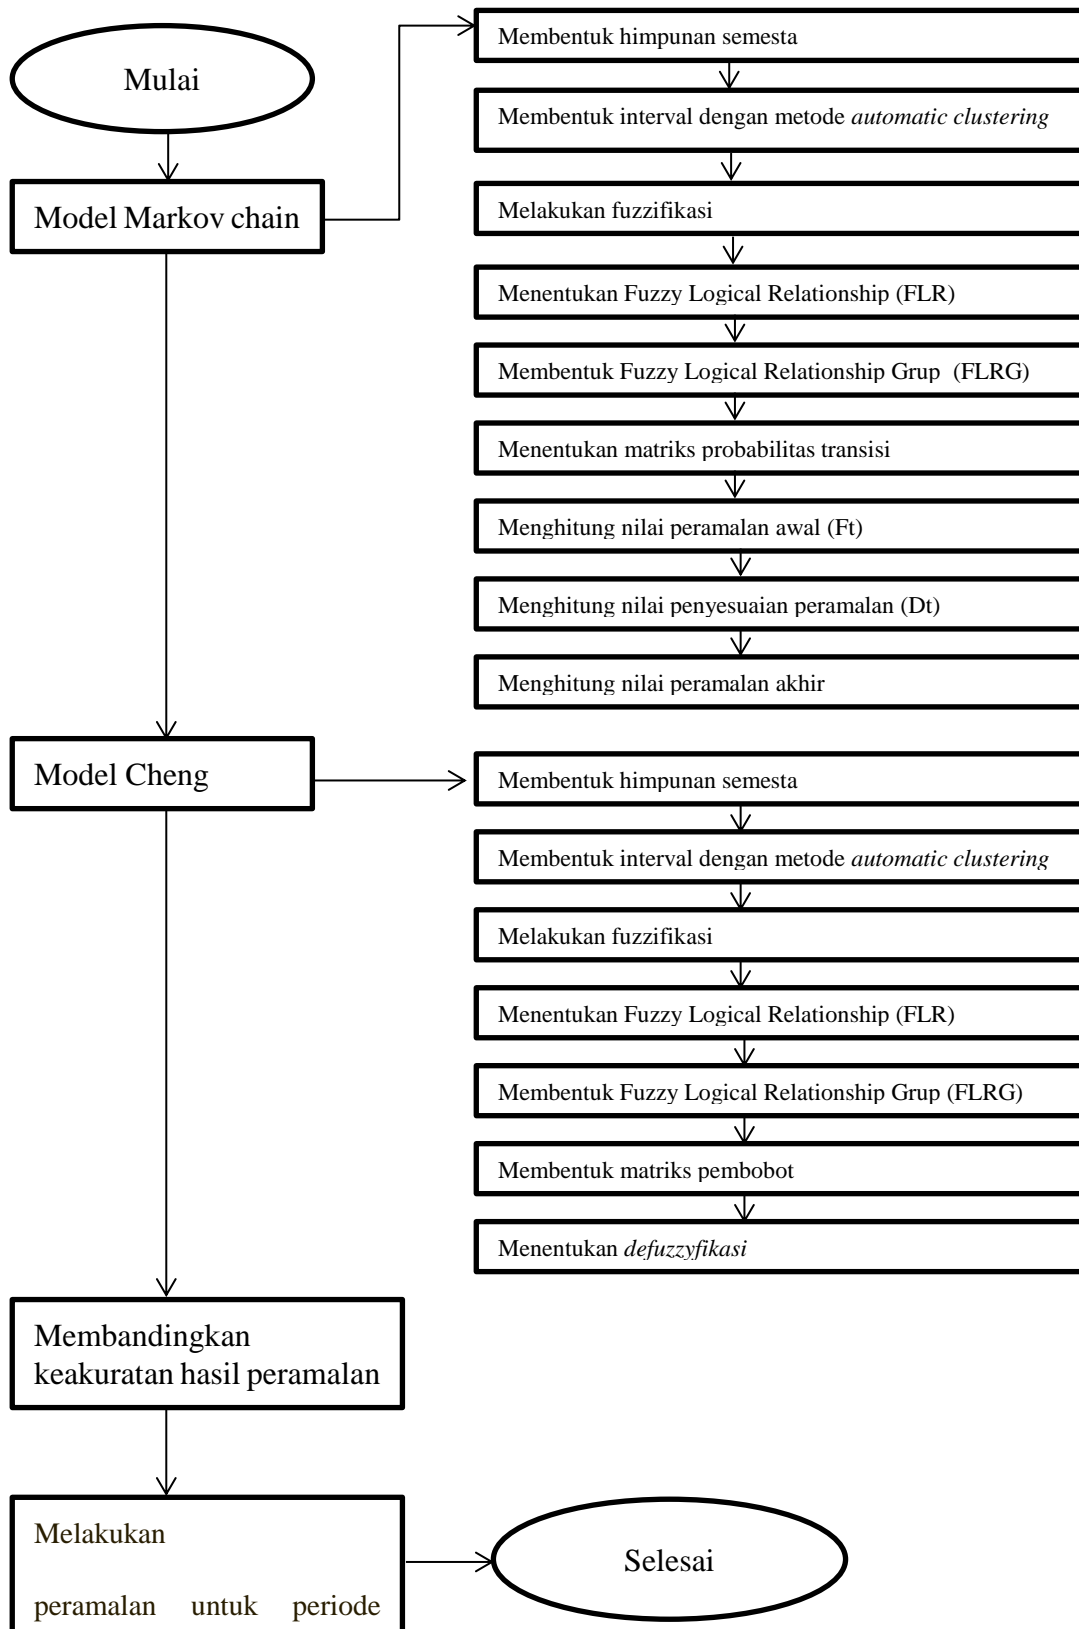 Mulai
Model Markov chain
Membentuk himpunan semesta
Membentuk interval dengan metode automatic clustering
Melakukan fuzzifikasi
Menentukan Fuzzy Logical Relationship (FLR)
Membentuk Fuzzy Logical Relationship Grup (FLRG)
Menentukan matriks probabilitas transisi
Menghitung nilai peramalan awal (Ft)
Menghitung nilai penyesuaian peramalan (Dt)
Menghitung nilai peramalan akhir
Model Cheng
Membentuk himpunan semesta
Membentuk interval dengan metode automatic clustering
Melakukan fuzzifikasi
Menentukan Fuzzy Logical Relationship (FLR)
Membentuk Fuzzy Logical Relationship Grup (FLRG)
Membentuk matriks pembobot
Menentukan defuzzyfikasi
Membandingkan
keakuratan hasil peramalan
Melakukan
peramalan untuk periode
Selesai